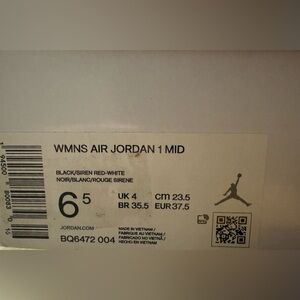 WMNS AIR JORDAN 1 MID
BLACK/SIREN RED-WHITE
NOIR/BLANC/ROUGE SIRENE
6.5
UK 4 cm 23.5
BR 35.5 EUR 37.5
JORDAN.COM
BQ6472 004
MADE IN VIETNAM /
FABRIQUÉ AU VIETNAM /
FABRICADO NO VIETNÃ /
HECHO EN VIETNAM